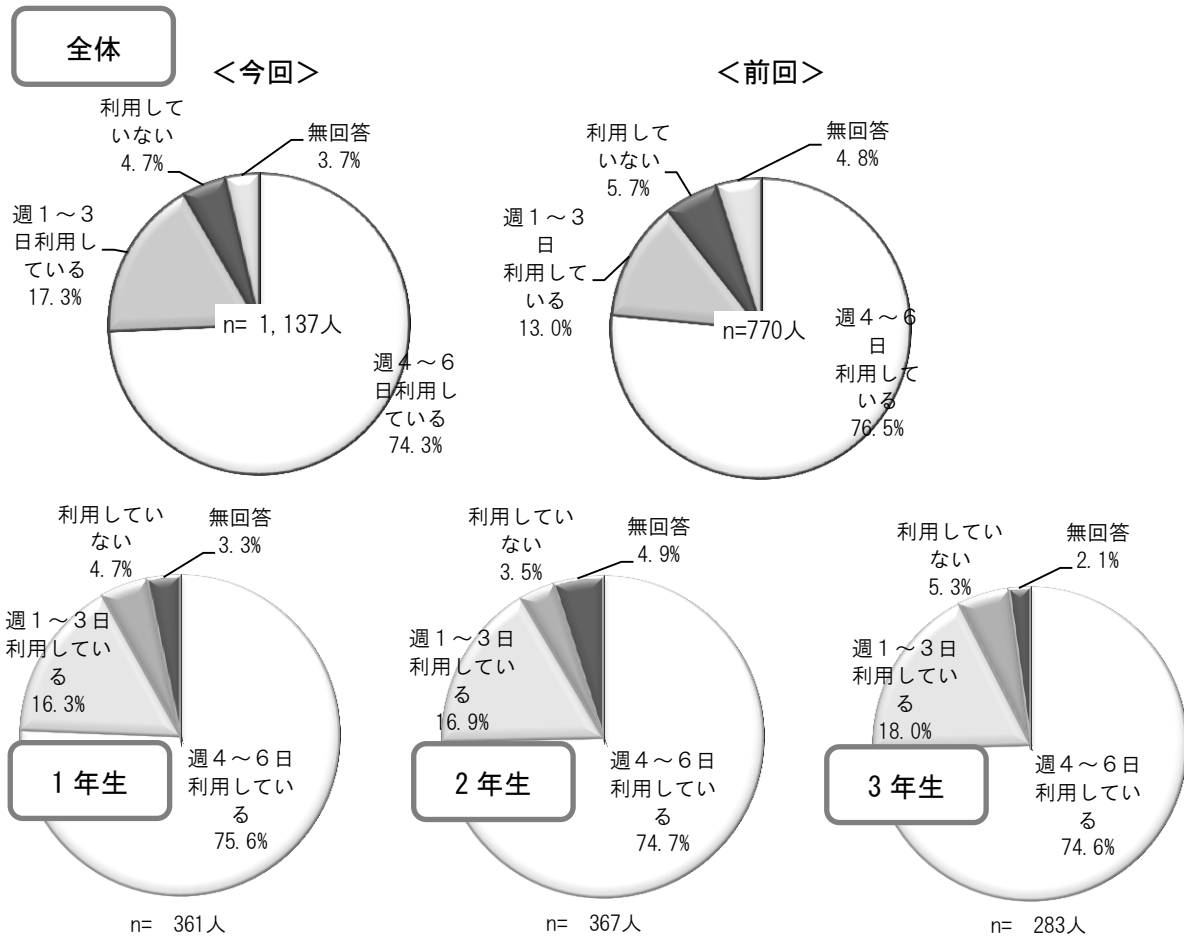 全体
＜今回＞
利用して
いない
4.7%
無回答
3.7%
週１～３
日利用し
ている
17.3%
n= 1,137人
週４～６
日利用し
ている
74.3%
＜前回＞
利用して
いない
5.7%
無回答
4.8%
週１～３
日
利用して
いる
13.0%
n=770人
週４～６
日
利用して
いる
76.5%
利用してい
ない
4.7%
無回答
3.3%
週１～３日
利用してい
る
16.3%
1 年生
週４～６日
利用してい
る
75.6%
n= 361人
利用してい
ない
3.5%
無回答
4.9%
週１～３日
利用してい
る
16.9%
2 年生
週４～６日
利用してい
る
74.7%
n= 367人
利用してい
ない
5.3%
無回答
2.1%
週１～３日
利用してい
る
18.0%
3 年生
週４～６日
利用してい
る
74.6%
n= 283人